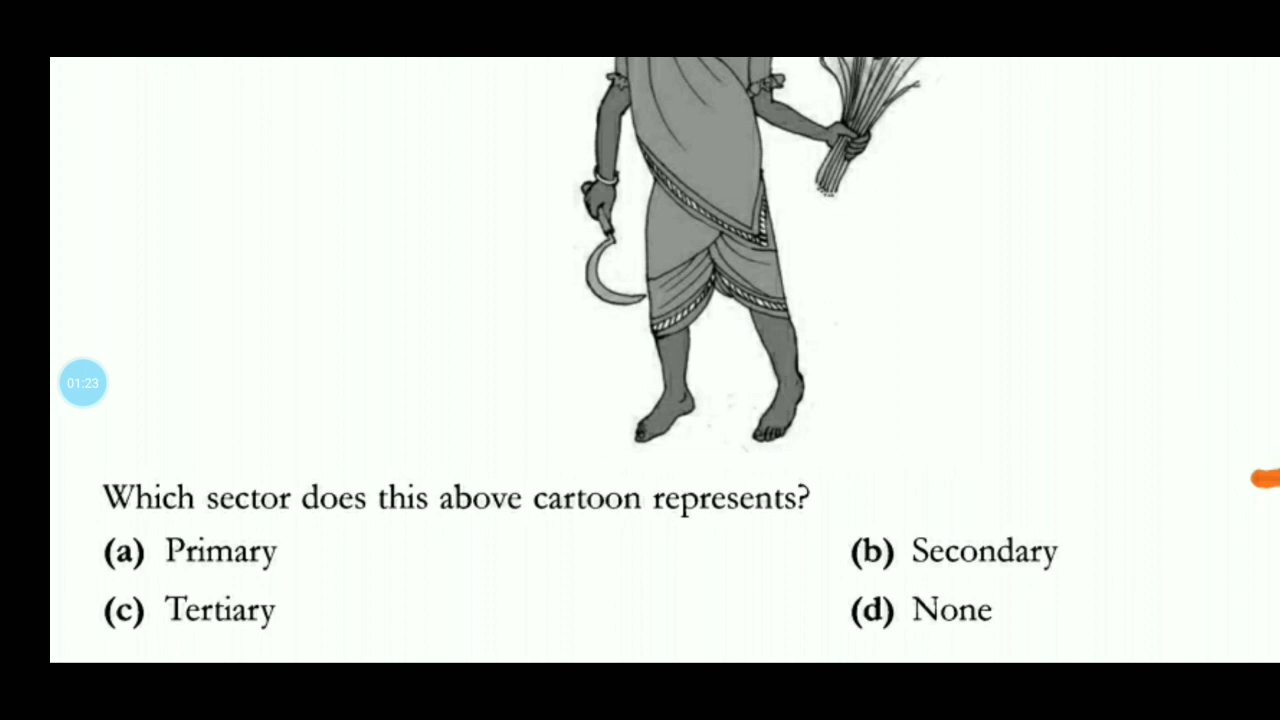 01:23
Which sector does this above cartoon represents?
(a) Primary (b) Secondary
(c) Tertiary (d) None